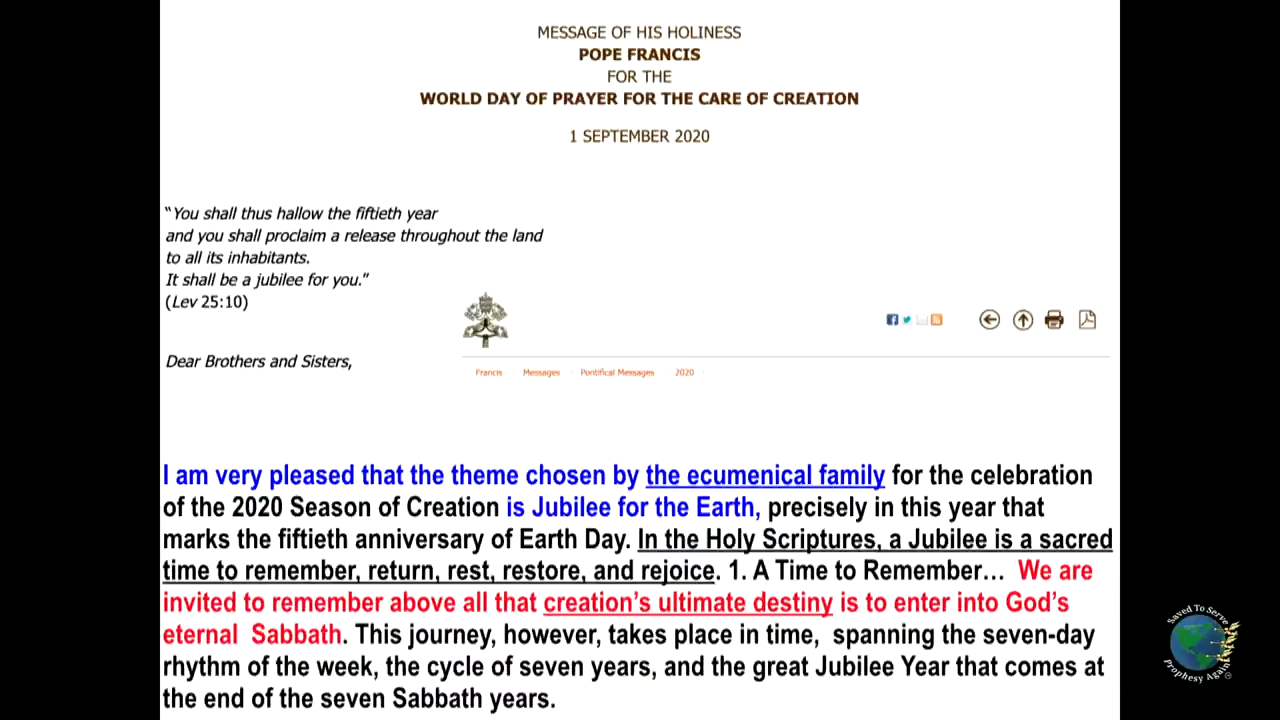 MESSAGE OF HIS HOLINESS
POPE FRANCIS
FOR THE
WORLD DAY OF PRAYER FOR THE CARE OF CREATION
1 SEPTEMBER 2020
“You shall thus hallow the fiftieth year
and you shall proclaim a release throughout the land
to all its inhabitants.
It shall be a jubilee for you.”
(Lev 25:10)
Dear Brothers and Sisters,
Francis Messages Pontifical Messages 2020
I am very pleased that the theme chosen by the ecumenical family for the celebration
of the 2020 Season of Creation is Jubilee for the Earth, precisely in this year that
marks the fiftieth anniversary of Earth Day. In the Holy Scriptures, a Jubilee is a sacred
time to remember, return, rest, restore, and rejoice. 1. A Time to Remember… We are
invited to remember above all that creation’s ultimate destiny is to enter into God’s
eternal Sabbath. This journey, however, takes place in time, spanning the seven-day
rhythm of the week, the cycle of seven years, and the great Jubilee Year that comes at
the end of the seven Sabbath years.
Saved To Serve
Prophesy Again